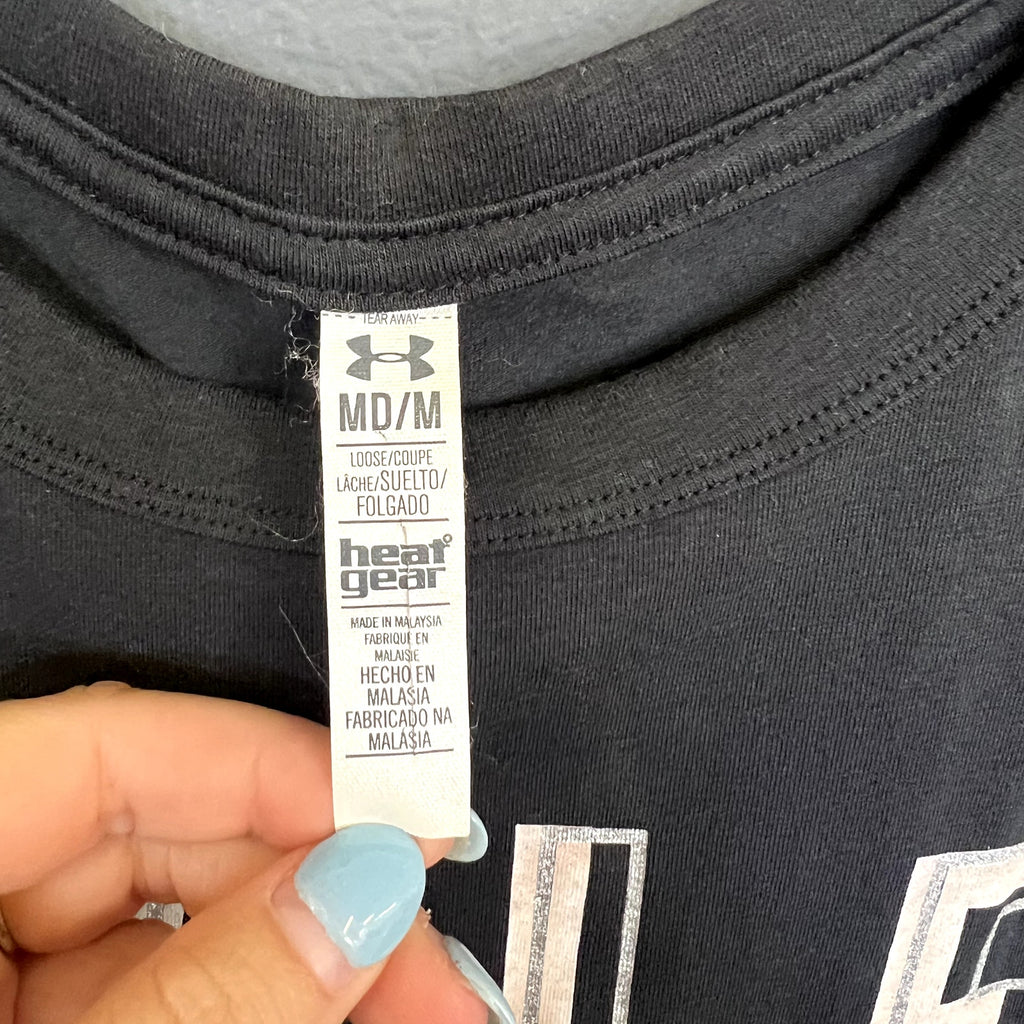 TEAR AWAY
MD/M
LOOSE/COUPE
LÂCHE/SUELTO/
FOLGADO
heat
gear
MADE IN MALAYSIA
FABRIQUÉ EN
MALAISIE
HECHO EN
MALASIA
FABRICADO NA
MALÁSIA